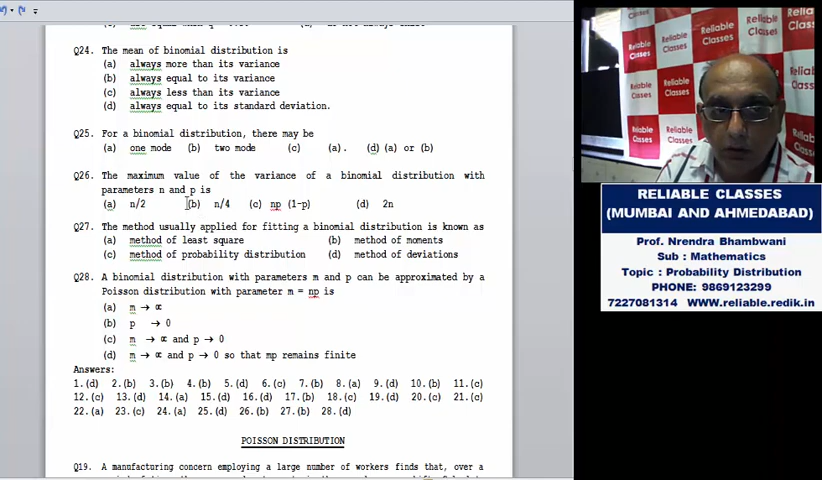 Q24. The mean of binomial distribution is
(a) always more than its variance
(b) always equal to its variance
(c) always less than its variance
(d) always equal to its standard deviation.
Q25. For a binomial distribution, there may be
(a) one mode (b) two mode (c) (a). (d) (a) or (b)
Q26. The maximum value of the variance of a binomial distribution with
parameters n and p is
(a) n/2 (b) n/4 (c) np (1-p) (d) 2n
Q27. The method usually applied for fitting a binomial distribution is known as
(a) method of least square (b) method of moments
(c) method of probability distribution (d) method of deviations
Q28. A binomial distribution with parameters m and p can be approximated by a
Poisson distribution with parameter m = np is
(a) m → ∝
(b) p → 0
(c) m → ∝ and p → 0
(d) m → ∝ and p → 0 so that mp remains finite
Answers:
1.(d) 2.(b) 3.(b) 4.(b) 5.(d) 6.(c) 7.(b) 8.(a) 9.(d) 10.(b) 11.(c)
12.(c) 13.(d) 14.(a) 15.(d) 16.(d) 17.(b) 18.(c) 19.(d) 20.(c) 21.(c)
22.(a) 23.(c) 24.(a) 25.(d) 26.(b) 27.(b) 28.(d)
POISSON DISTRIBUTION
Q19. A manufacturing concern employing a large number of workers finds that, over a
Reliable
Classes
Reliable
Classes
Reliable
Classes
Reliable
Classes
RELIABLE CLASSES
(MUMBAI AND AHMEDABAD)
Prof. Nrendra Bhambwani
Sub : Mathematics
Topic : Probability Distribution
PHONE: 9869123299
7227081314 WWW.reliable.redik.in